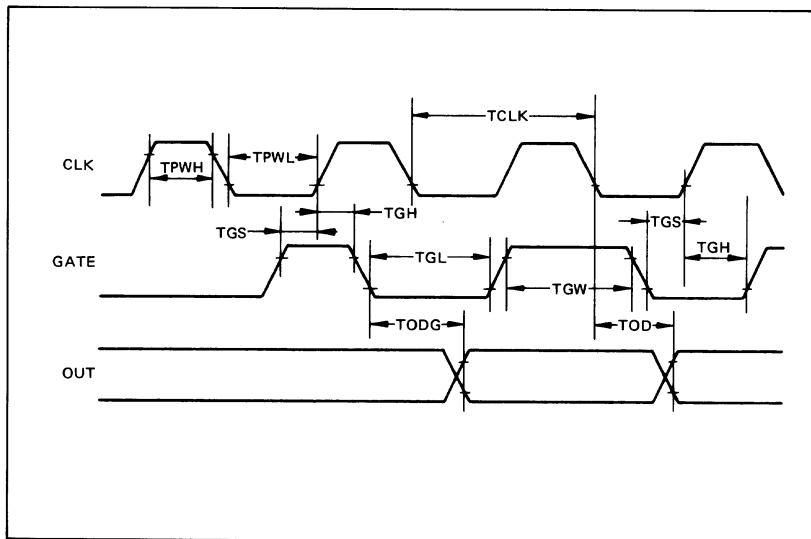 TCLK
CLK
TPWH
TPWL
TGH
TGS
TGS
TGH
GATE
TGL
TGW
TODG
TOD
OUT